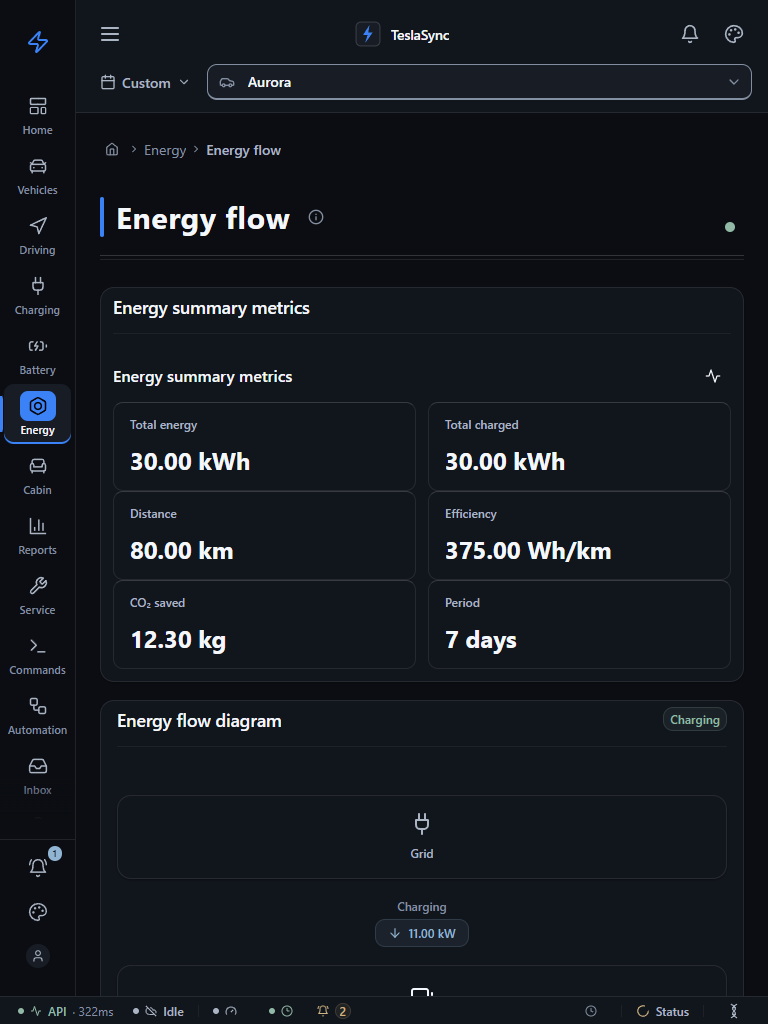 TeslaSync
Custom
Aurora
Home
Vehicles
Driving
Charging
Battery
Energy
Cabin
Reports
Service
Commands
Automation
Inbox
1
Energy
Energy flow
Energy flow
Energy summary metrics
Energy summary metrics
Total energy
30.00 kWh
Total charged
30.00 kWh
Distance
80.00 km
Efficiency
375.00 Wh/km
CO₂ saved
12.30 kg
Period
7 days
Energy flow diagram
Charging
Grid
Charging
11.00 kW
API · 322ms
Idle
2
Status